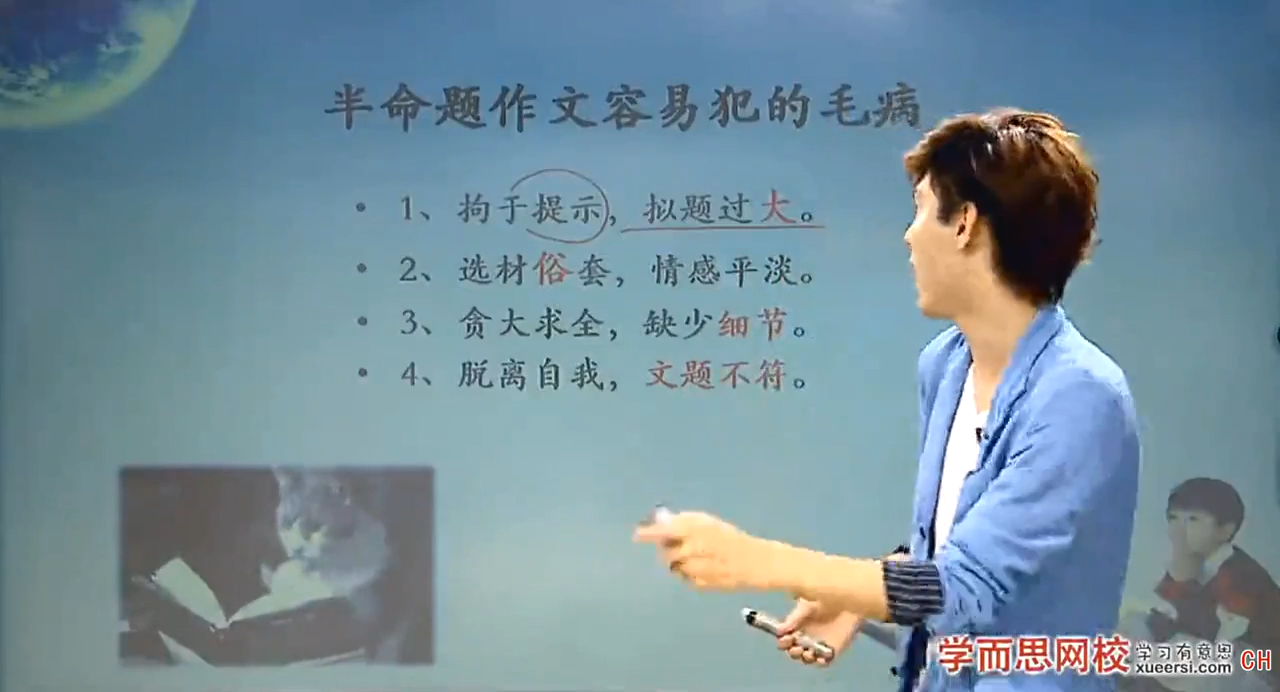 半命题作文容易犯的毛病
• 1、拘于提示，拟题过大。
• 2、选材俗套，情感平淡。
• 3、贪大求全，缺少细节。
• 4、脱离自我，文题不符。
学而思网校 学习有意思 CH
xueersi.com